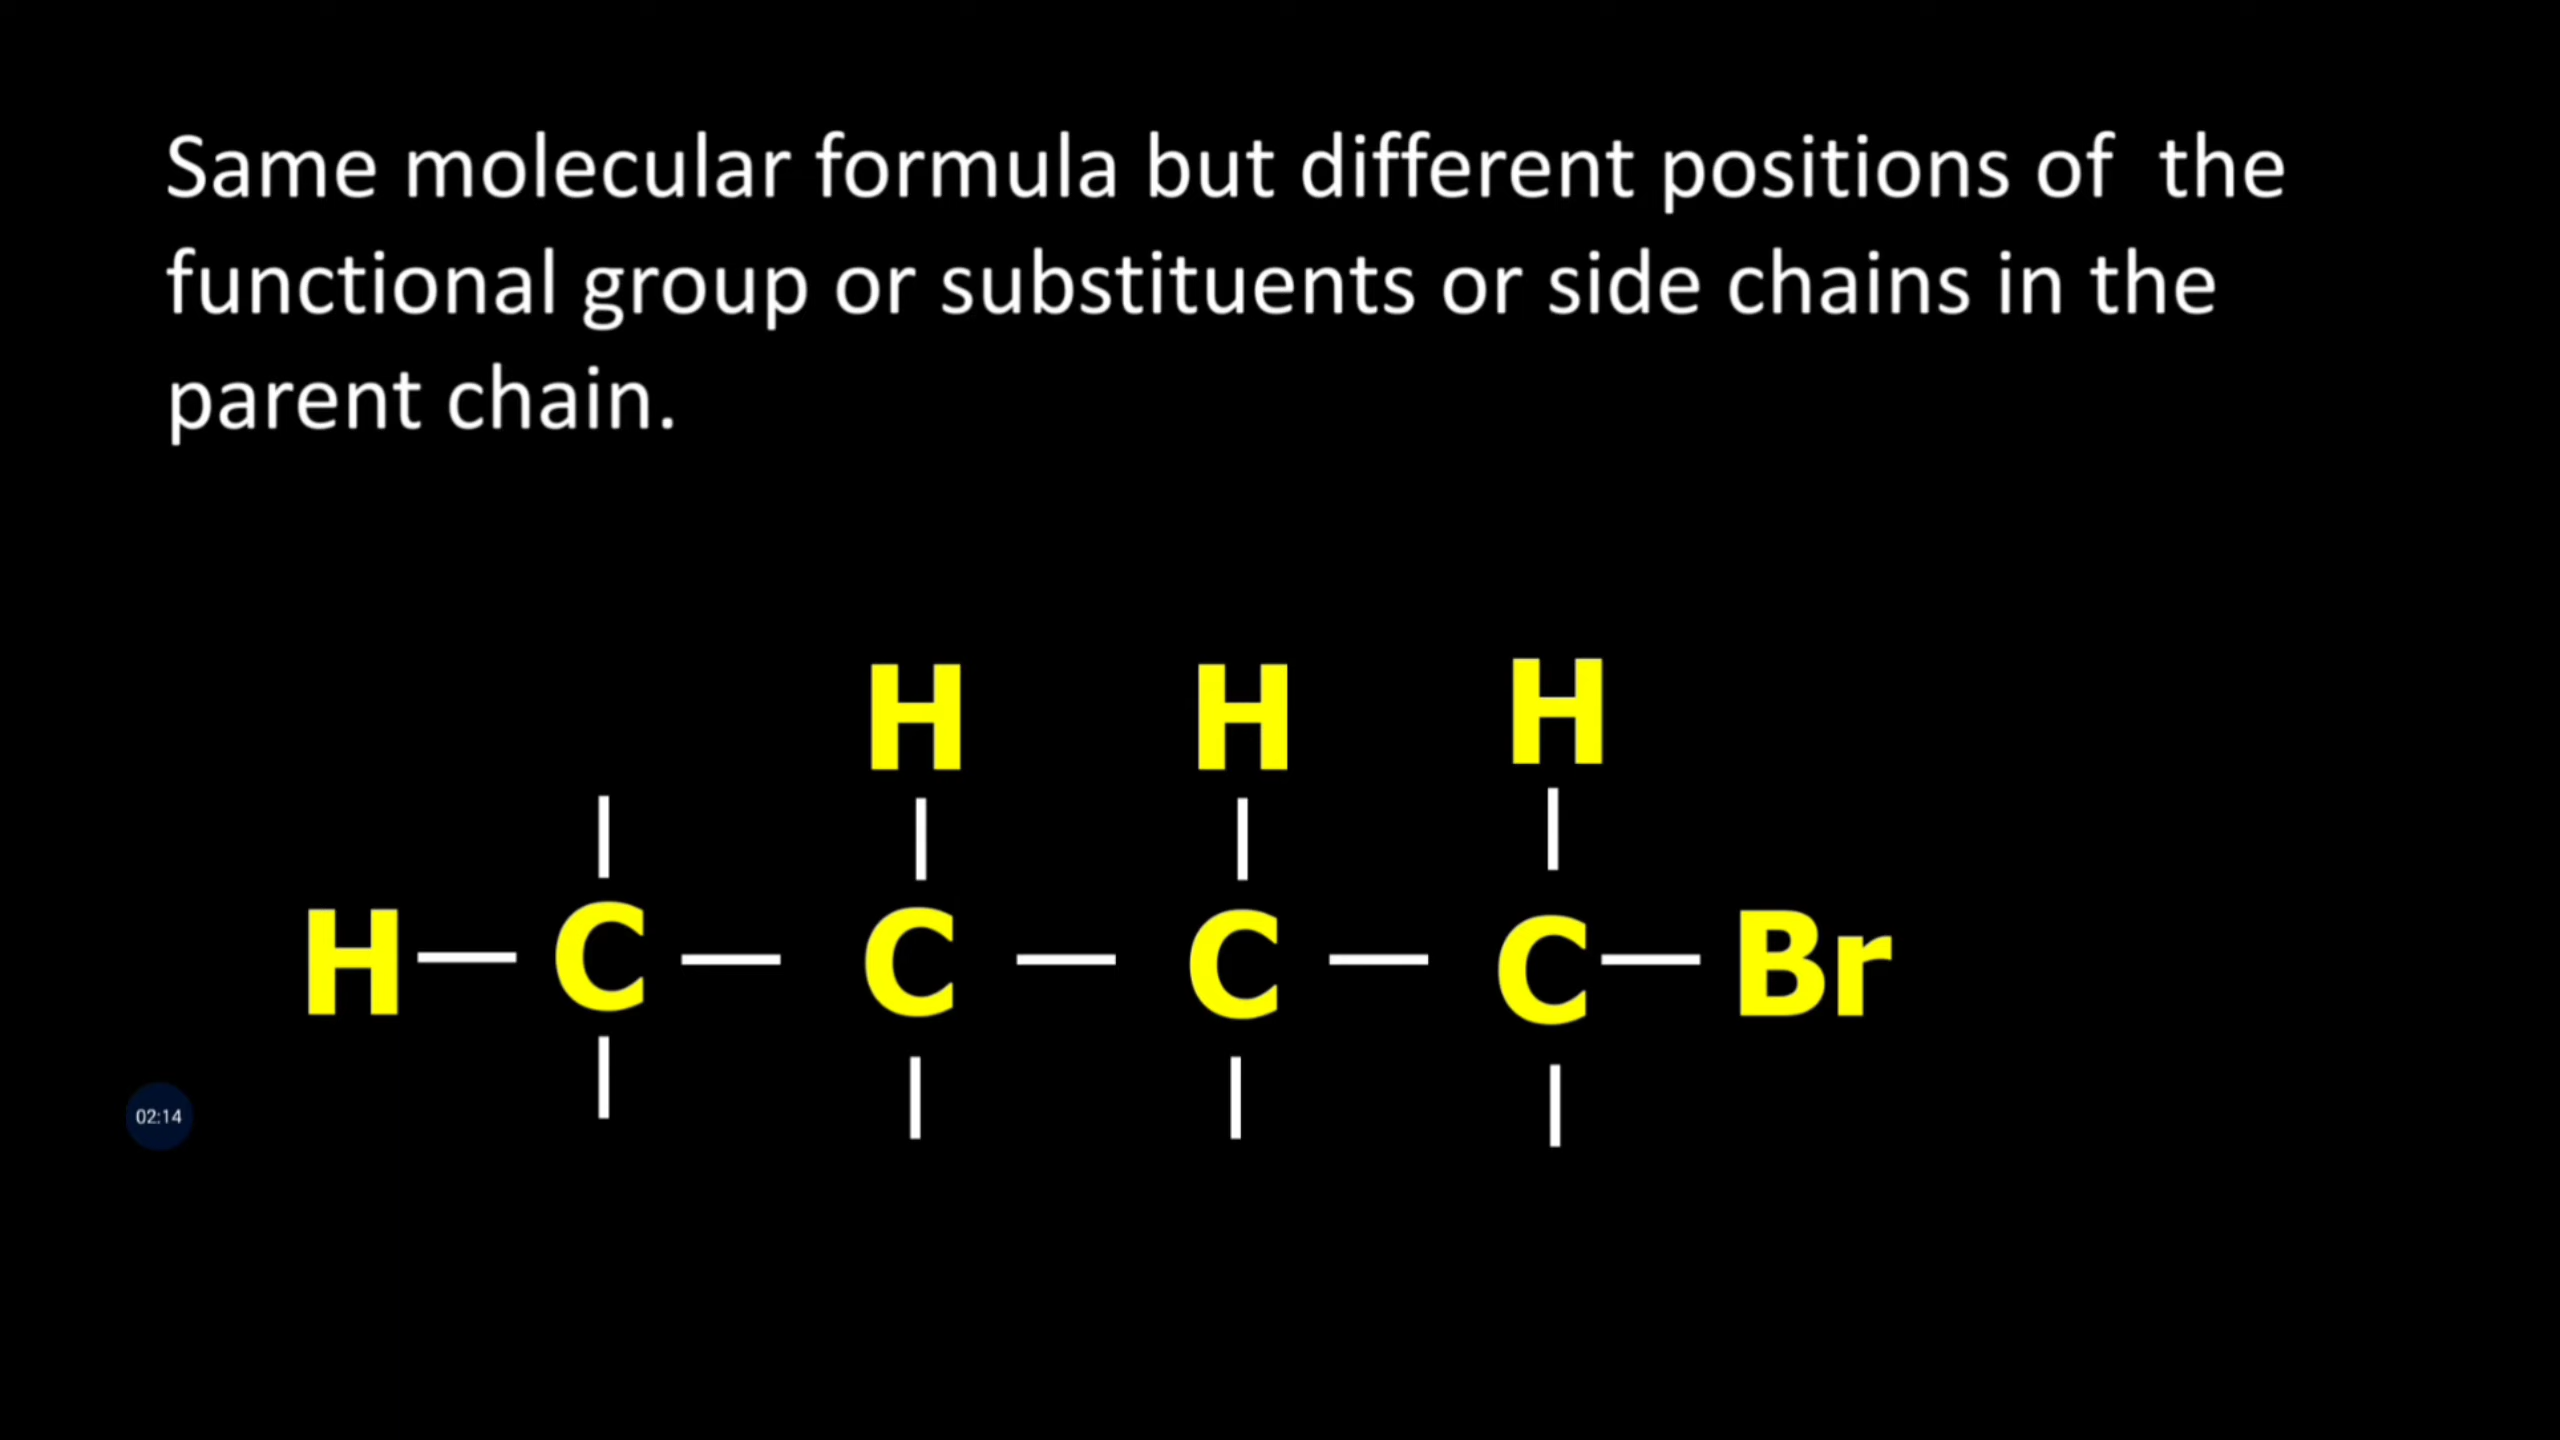 Same molecular formula but different positions of the
functional group or substituents or side chains in the
parent chain.
H H H
H C C C C Br
02:14